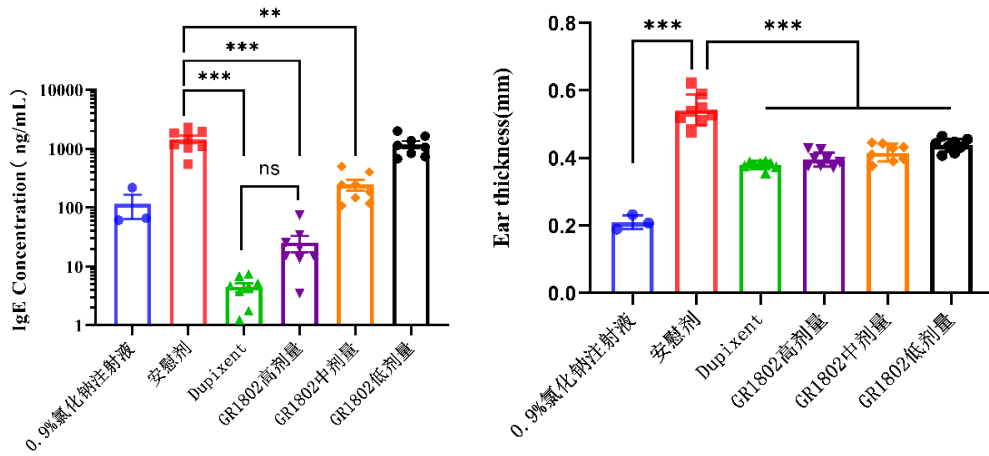 **
***
***
ns
IgE Concentration( ng/mL)
10000
1000
100
10
1
0.9%氯化钠注射液
安慰剂
Dupixent
GR1802高剂量
GR1802中剂量
GR1802低剂量
***
***
Ear thickness(mm)
0.8
0.6
0.4
0.2
0.0
0.9%氯化钠注射液
安慰剂
Dupixent
GR1802高剂量
GR1802中剂量
GR1802低剂量